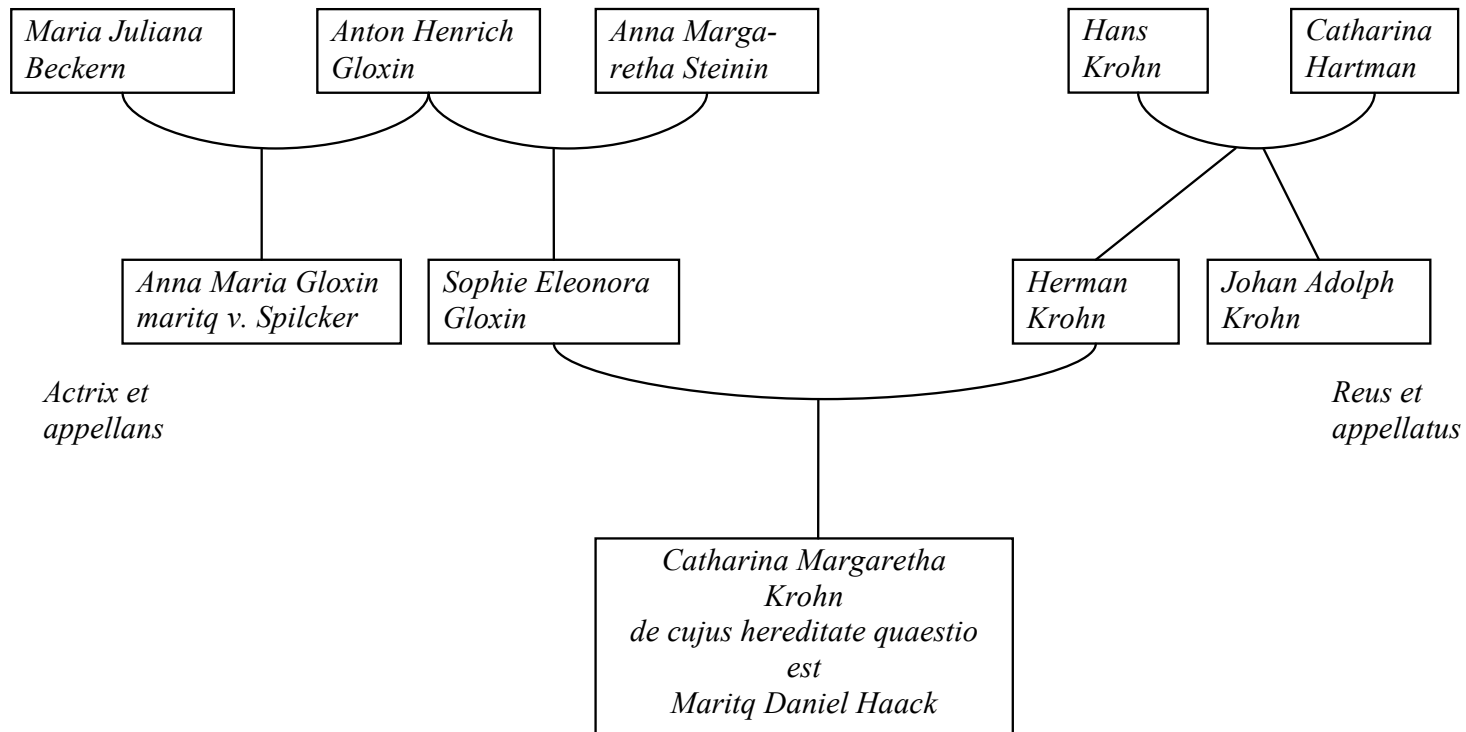 Maria Juliana
Beckern
Anton Henrich
Gloxin
Anna Marga-
retha Steinin
Hans
Krohn
Catharina
Hartman
Anna Maria Gloxin
maritq v. Spilcker
Sophie Eleonora
Gloxin
Herman
Krohn
Johan Adolph
Krohn
Actrix et
appellans
Reus et
appellatus
Catharina Margaretha
Krohn
de cujus hereditate quaestio
est
Maritq Daniel Haack